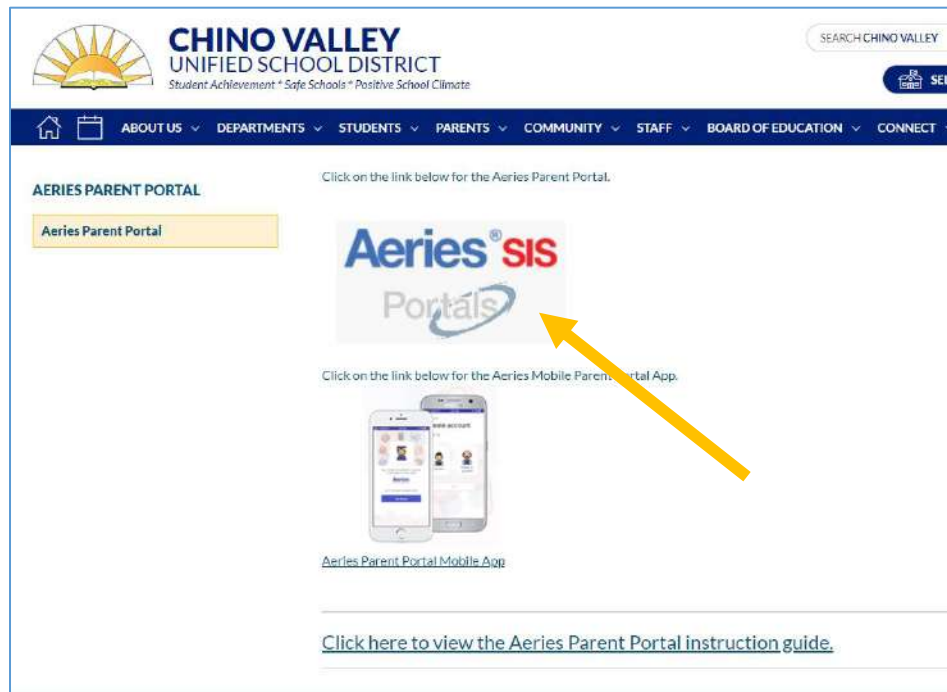 CHINO VALLEY
UNIFIED SCHOOL DISTRICT
Student Achievement * Safe Schools * Positive School Climate
SEARCH CHINO VALLEY
ABOUT US DEPARTMENTS STUDENTS PARENTS COMMUNITY STAFF BOARD OF EDUCATION CONNECT
AERIES PARENT PORTAL
Aeries Parent Portal
Click on the link below for the Aeries Parent Portal.
Aeries® SIS
Portals
Click on the link below for the Aeries Mobile Parent Portal App.
Aeries
Aeries Parent Portal Mobile App
Click here to view the Aeries Parent Portal instruction guide.